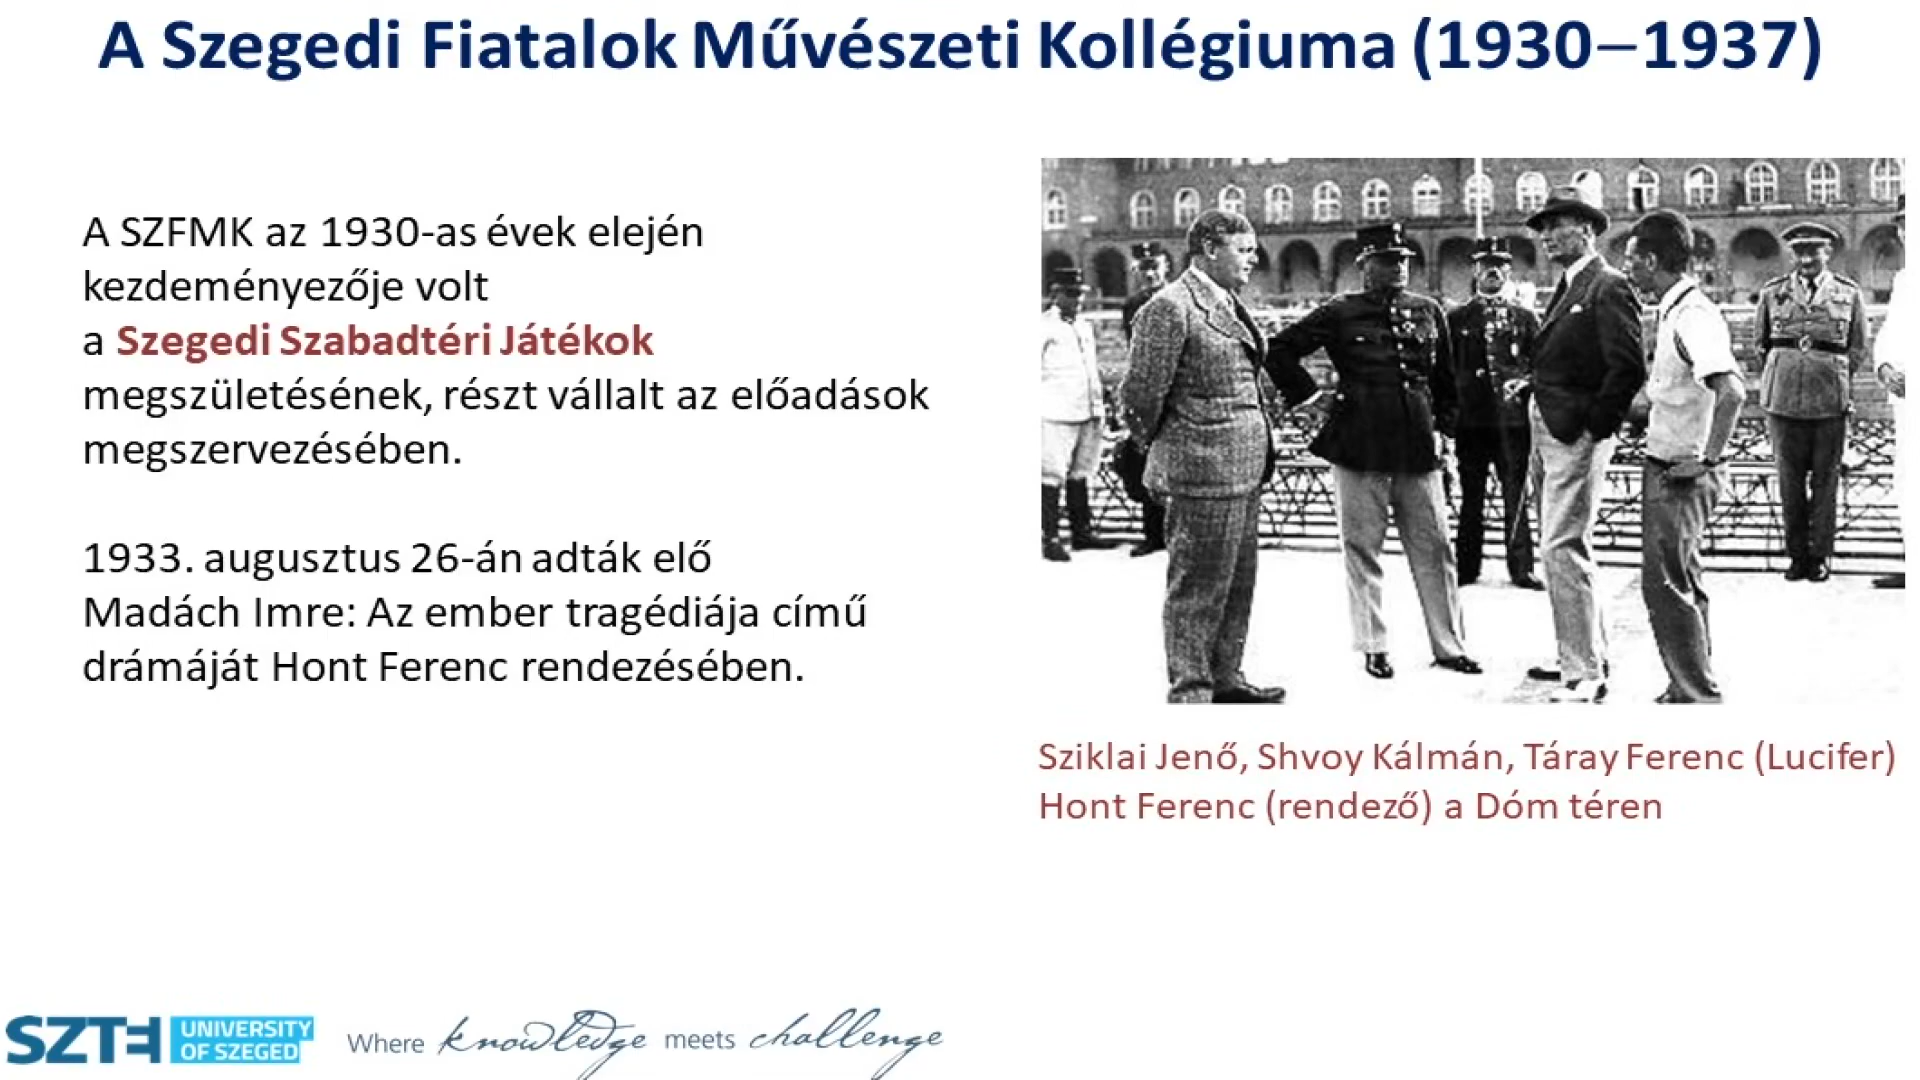 A Szegedi Fiatalok Művészeti Kollégiuma (1930–1937)
A SZFMK az 1930-as évek elején
kezdeményezője volt
a Szegedi Szabadtéri Játékok
megszületésének, részt vállalt az előadások
megszervezésében.
1933. augusztus 26-án adták elő
Madách Imre: Az ember tragédiája című
drámáját Hont Ferenc rendezésében.
Sziklai Jenő, Shvoy Kálmán, Táray Ferenc (Lucifer)
Hont Ferenc (rendező) a Dóm téren
SZTE UNIVERSITY
OF SZEGED
Where knowledge meets challenge